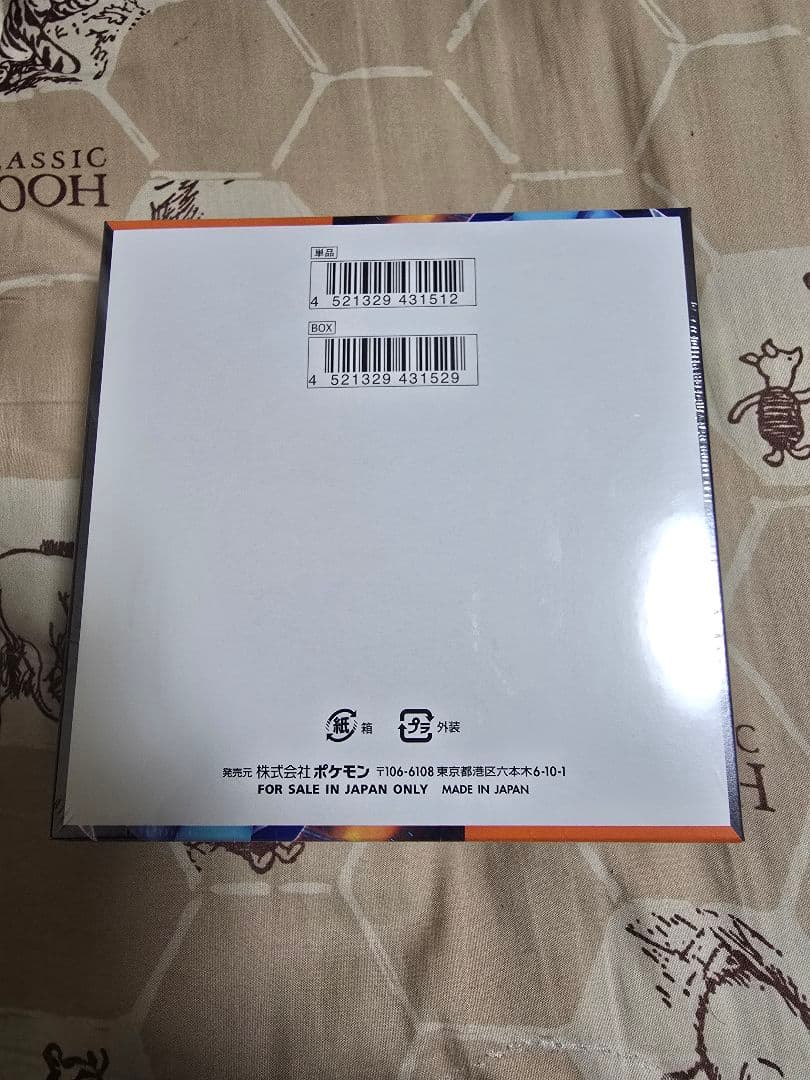 CLASSIC
POOH
単品
4 521329 431512
BOX
4 521329 431529
紙 箱
プラ 外装
発売元 株式会社ポケモン 〒106-6108 東京都港区六本木6-10-1
FOR SALE IN JAPAN ONLY MADE IN JAPAN
C
H